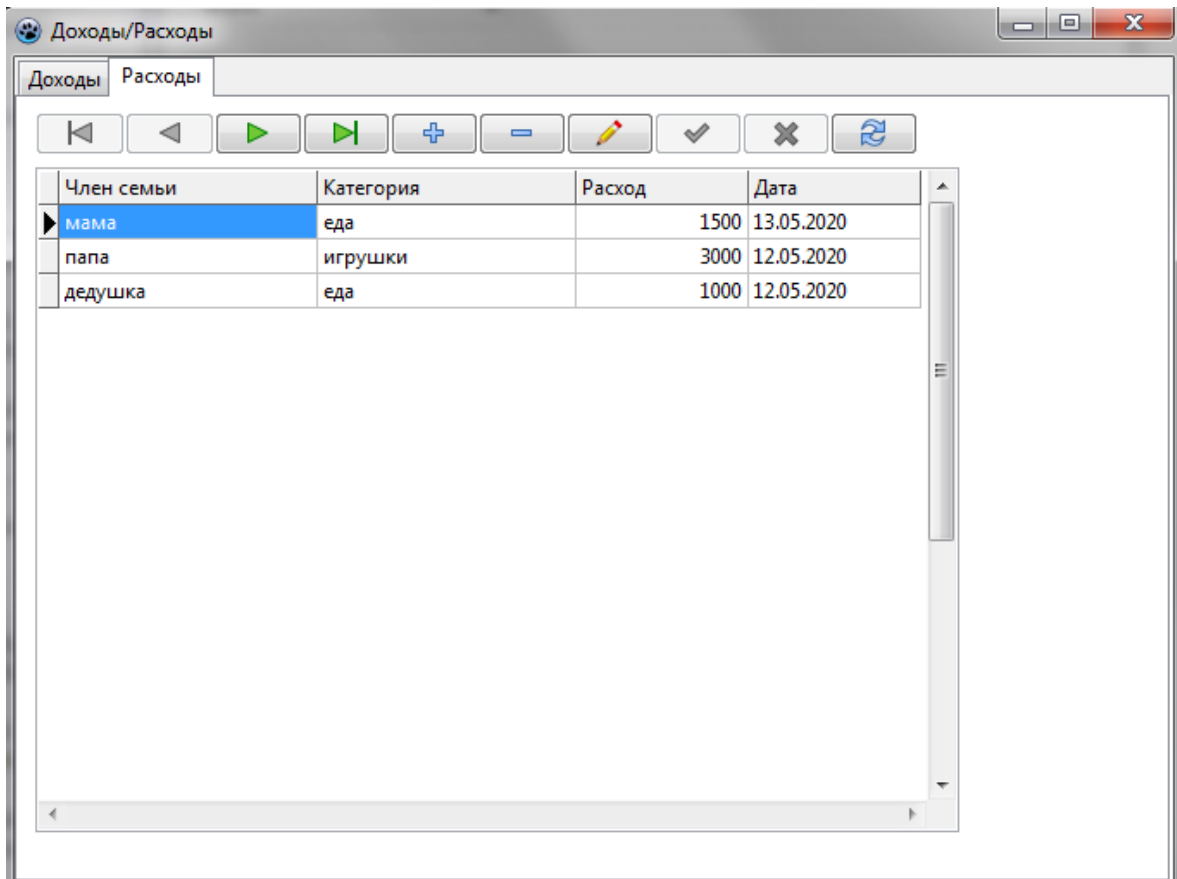 Доходы/Расходы
Доходы Расходы
Член семьи Категория Расход Дата
мама еда 1500 13.05.2020
папа игрушки 3000 12.05.2020
дедушка еда 1000 12.05.2020